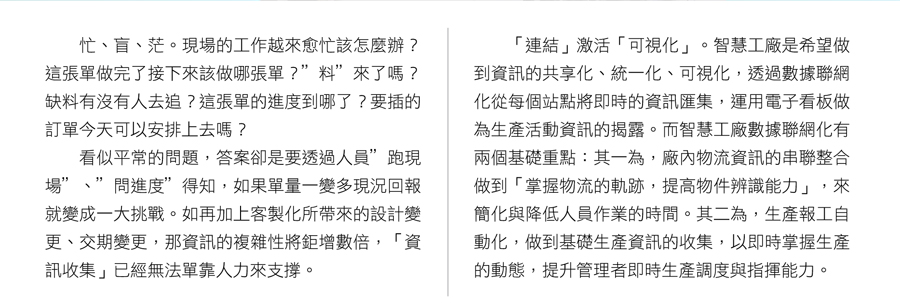 忙、盲、茫。現場的工作越來愈忙該怎麼辦？
這張單做完了接下來該做哪張單？”料”來了嗎？
缺料有沒有人去追？這張單的進度到哪了？要插的
訂單今天可以安排上去嗎？
看似平常的問題，答案卻是要透過人員”跑現
場”、”問進度”得知，如果單量一變多現況回報
就變成一大挑戰。如再加上客製化所帶來的設計變
更、交期變更，那資訊的複雜性將鉅增數倍，「資
訊收集」已經無法單靠人力來支撐。
「連結」激活「可視化」。智慧工廠是希望做
到資訊的共享化、統一化、可視化，透過數據聯網
化從每個站點將即時的資訊匯集，運用電子看板做
為生產活動資訊的揭露。而智慧工廠數據聯網化有
兩個基礎重點：其一為，廠內物流資訊的串聯整合
做到「掌握物流的軌跡，提高物件辨識能力」，來
簡化與降低人員作業的時間。其二為，生產報工自
動化，做到基礎生產資訊的收集，以即時掌握生產
的動態，提升管理者即時生產調度與指揮能力。